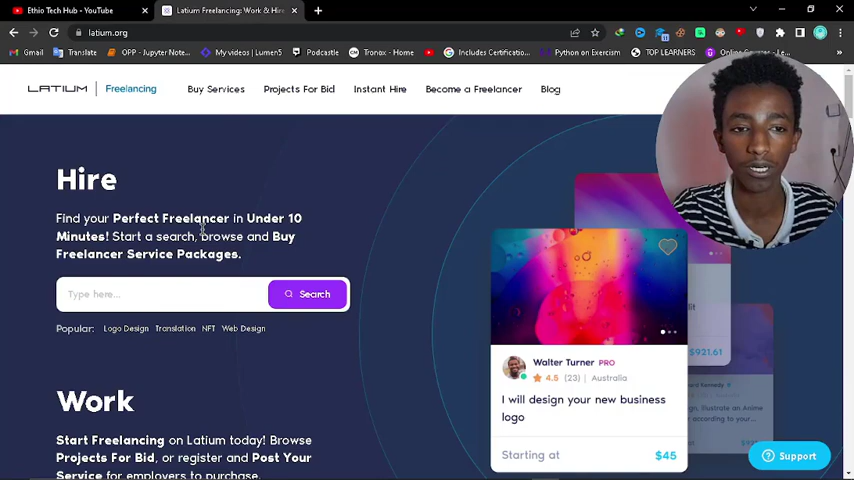 Ethio Tech Hub - YouTube
Latium Freelancing: Work & Hire
latium.org
Gmail
Translate
OPP - Jupyter Note...
My videos | Lumen5
Podcastle
Tronox - Home
Includes Certificatio...
Python on Exercism
TOP LEARNERS
LATIUM | Freelancing
Buy Services
Projects For Bid
Instant Hire
Become a Freelancer
Blog
Hire
Find your Perfect Freelancer in Under 10
Minutes! Start a search, browse and Buy
Freelancer Service Packages.
Type here...
Search
Popular: Logo Design Translation NFT Web Design
$921.61
Walter Turner PRO
4.5 (23) | Australia
I will design your new business
logo
Starting at $45
Work
Start Freelancing on Latium today! Browse
Projects For Bid, or register and Post Your
Service for employers to purchase.
Support